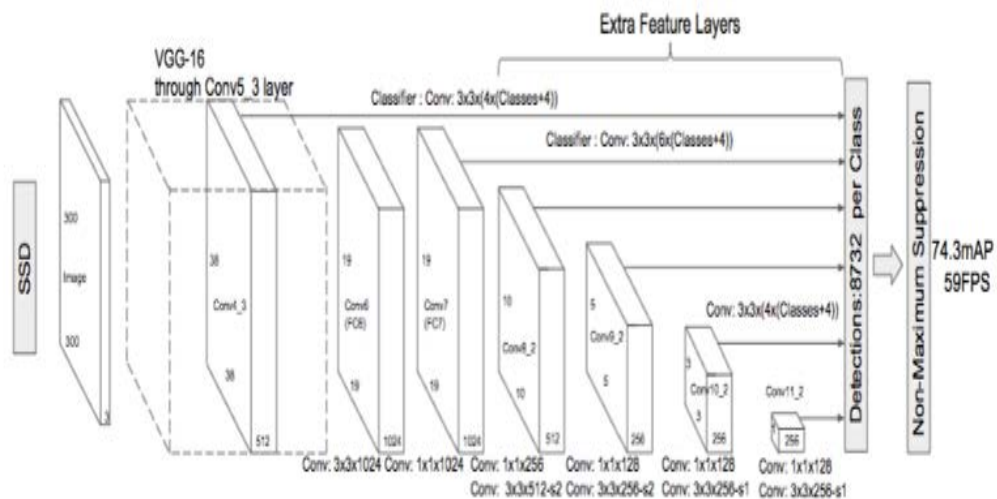 Extra Feature Layers
VGG-16
through Conv5_3 layer
Classifier : Conv: 3x3x(4x(Classes+4))
Classifier : Conv: 3x3x(6x(Classes+4))
SSD
300
Image
300
3
38
Conv4_3
38
512
19
Conv6
(FC6)
19
1024
19
Conv7
(FC7)
19
1024
10
Conv8_2
10
512
5
Conv9_2
5
256
Conv: 3x3x(4x(Classes+4))
3
Conv10_2
3
256
Conv11_2
1
256
Detections:8732 per Class
Non-Maximum Suppression
74.3mAP
59FPS
Conv: 3x3x1024
Conv: 1x1x1024
Conv: 1x1x256
Conv: 3x3x512-s2
Conv: 1x1x128
Conv: 3x3x256-s2
Conv: 1x1x128
Conv: 3x3x256-s1
Conv: 1x1x128
Conv: 3x3x256-s1